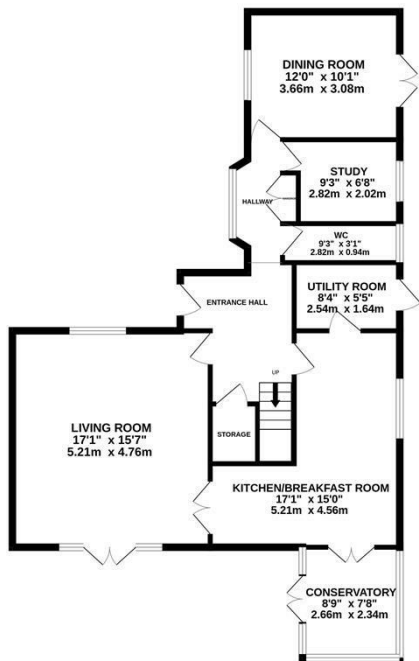 DINING ROOM
12'0" x 10'1"
3.66m x 3.08m
STUDY
9'3" x 6'8"
2.82m x 2.02m
HALLWAY
WC
9'3" x 3'1"
2.82m x 0.94m
UTILITY ROOM
8'4" x 5'5"
2.54m x 1.64m
ENTRANCE HALL
UP
LIVING ROOM
17'1" x 15'7"
5.21m x 4.76m
STORAGE
KITCHEN/BREAKFAST ROOM
17'1" x 15'0"
5.21m x 4.56m
CONSERVATORY
8'9" x 7'8"
2.66m x 2.34m